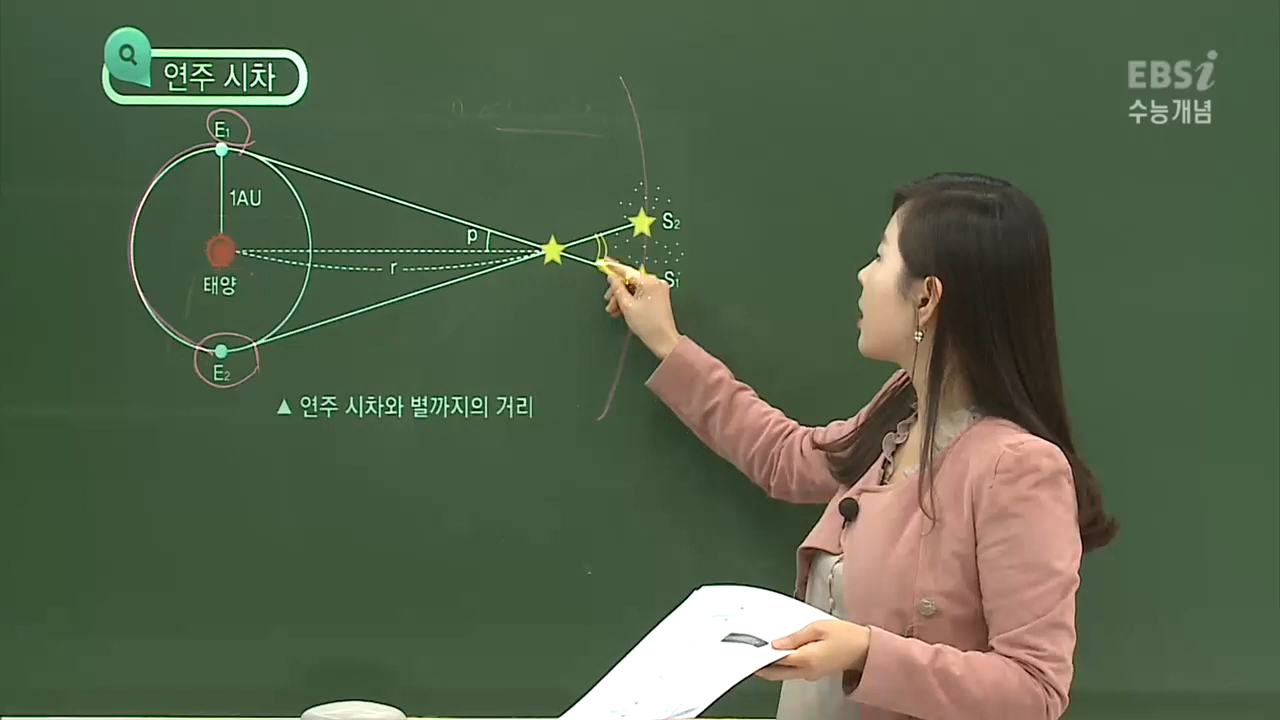 연주 시차
EBSi
수능개념
E₁
1AU
p
S₂
r
S₁
태양
E₂
▲ 연주 시차와 별까지의 거리